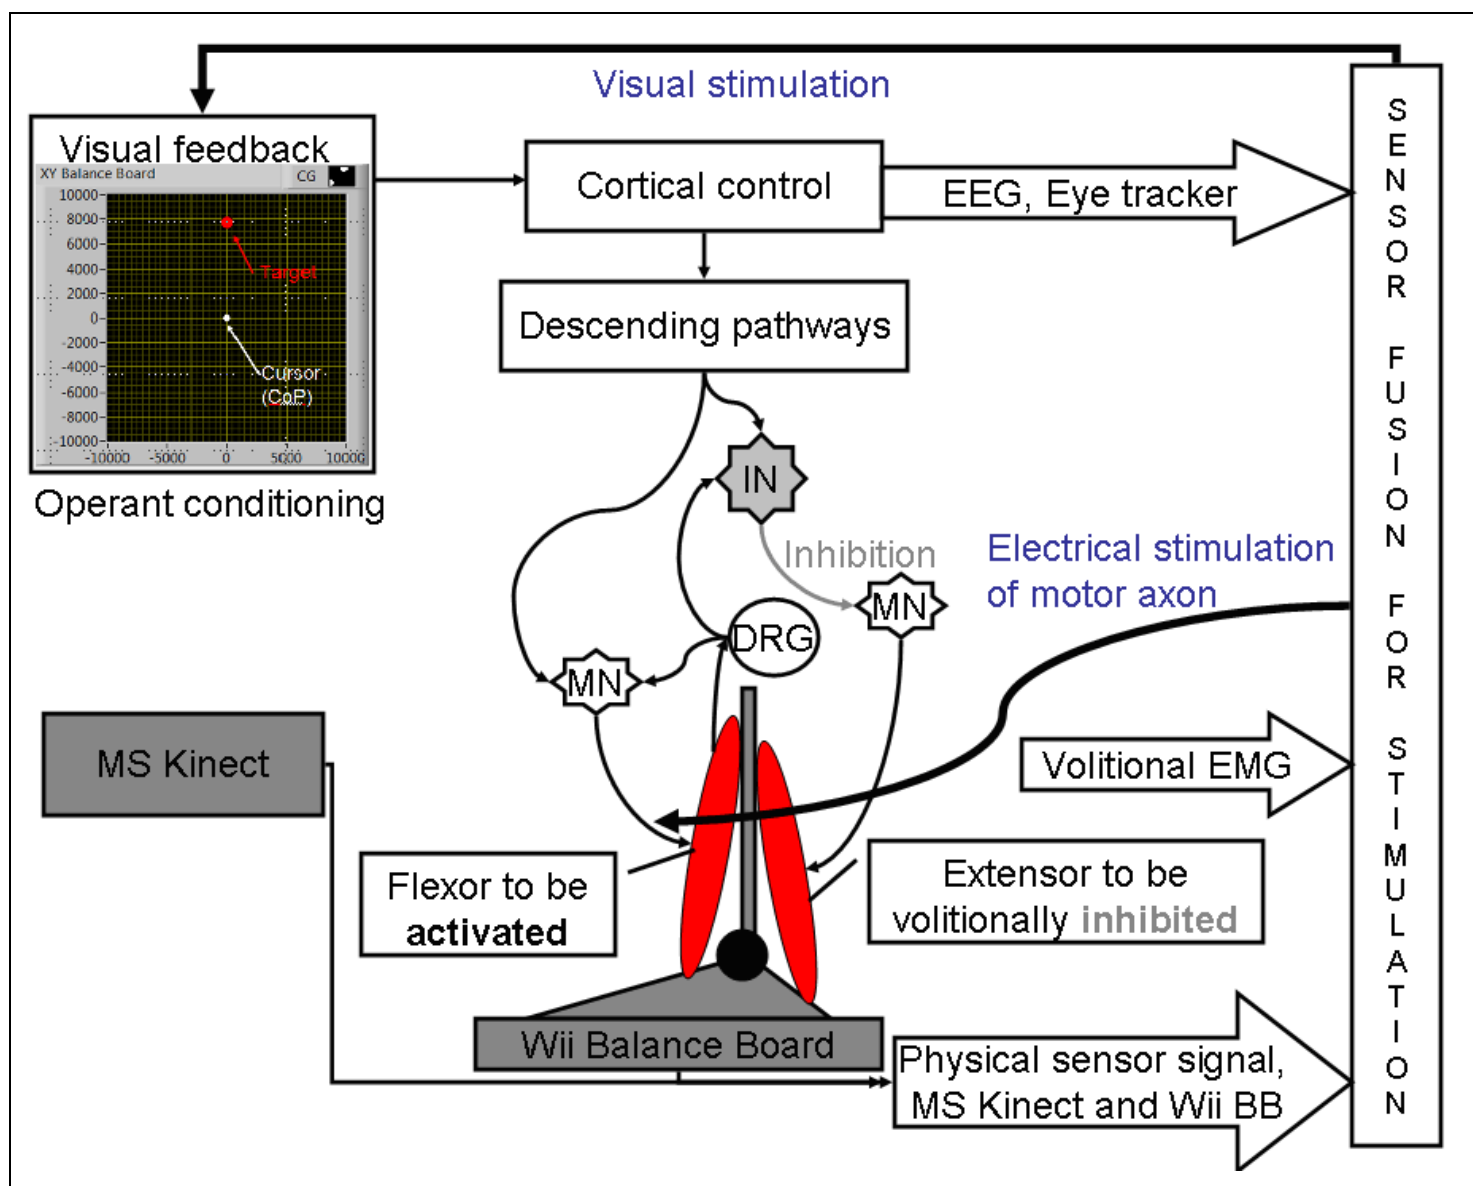 Visual stimulation
Visual feedback
XY Balance Board
CG
10000
8000
6000
4000
2000
0
-2000
-4000
-6000
-8000
-10000
-10000
-5000
0
5000
10000
Target
Cursor
(CoP)
Operant conditioning
Cortical control
EEG, Eye tracker
Descending pathways
IN
Inhibition
MN
DRG
MN
Electrical stimulation
of motor axon
MS Kinect
Volitional EMG
Flexor to be
activated
Extensor to be
volitionally inhibited
Wii Balance Board
Physical sensor signal,
MS Kinect and Wii BB
SENSOR FUSION FOR STIMULATION